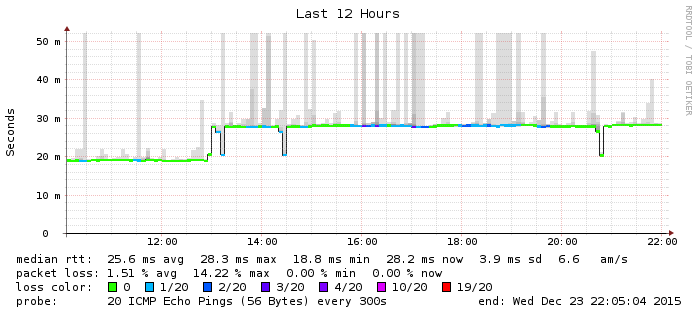 Last 12 Hours
RRDTOOL / TOBI OETIKER
Seconds
50 m
40 m
30 m
20 m
10 m
0
12:00 14:00 16:00 18:00 20:00 22:00
median rtt: 25.6 ms avg 28.3 ms max 18.8 ms min 28.2 ms now 3.9 ms sd 6.6 am/s
packet loss: 1.51 % avg 14.22 % max 0.00 % min 0.00 % now
loss color: 0 1/20 2/20 3/20 4/20 10/20 19/20
probe: 20 ICMP Echo Pings (56 Bytes) every 300s end: Wed Dec 23 22:05:04 2015